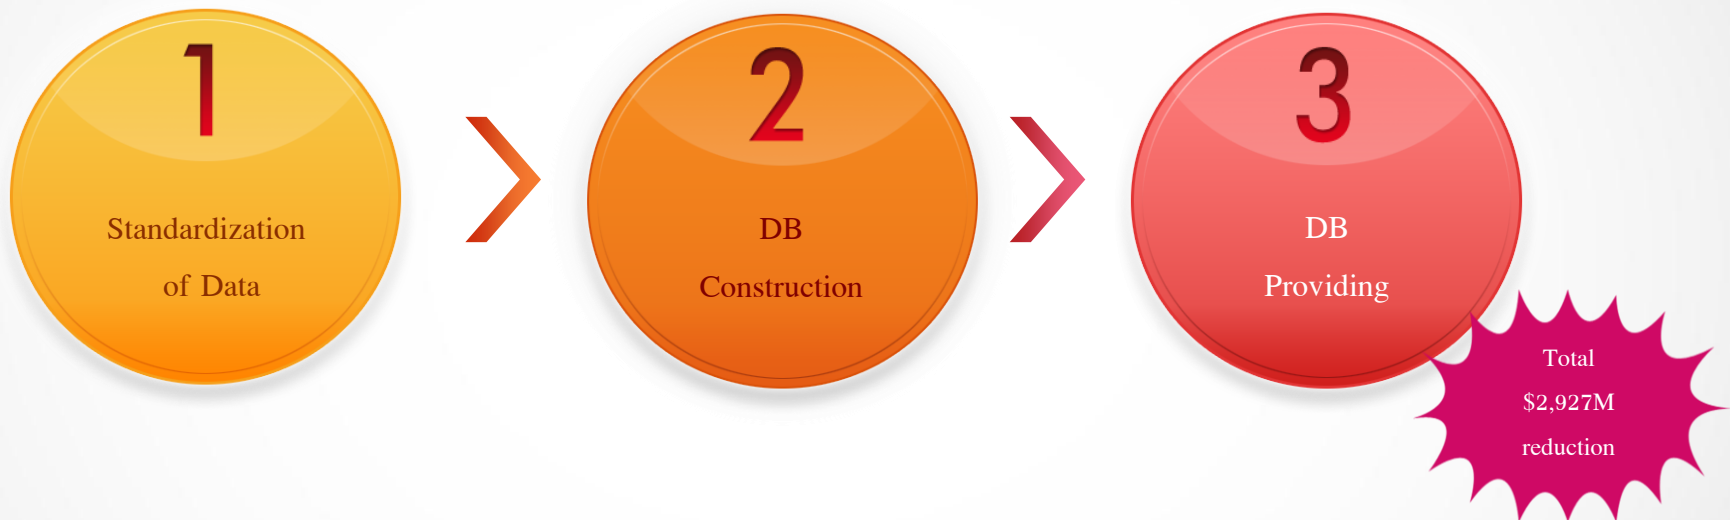 1
Standardization
of Data
2
DB
Construction
3
DB
Providing
Total
$2,927M
reduction